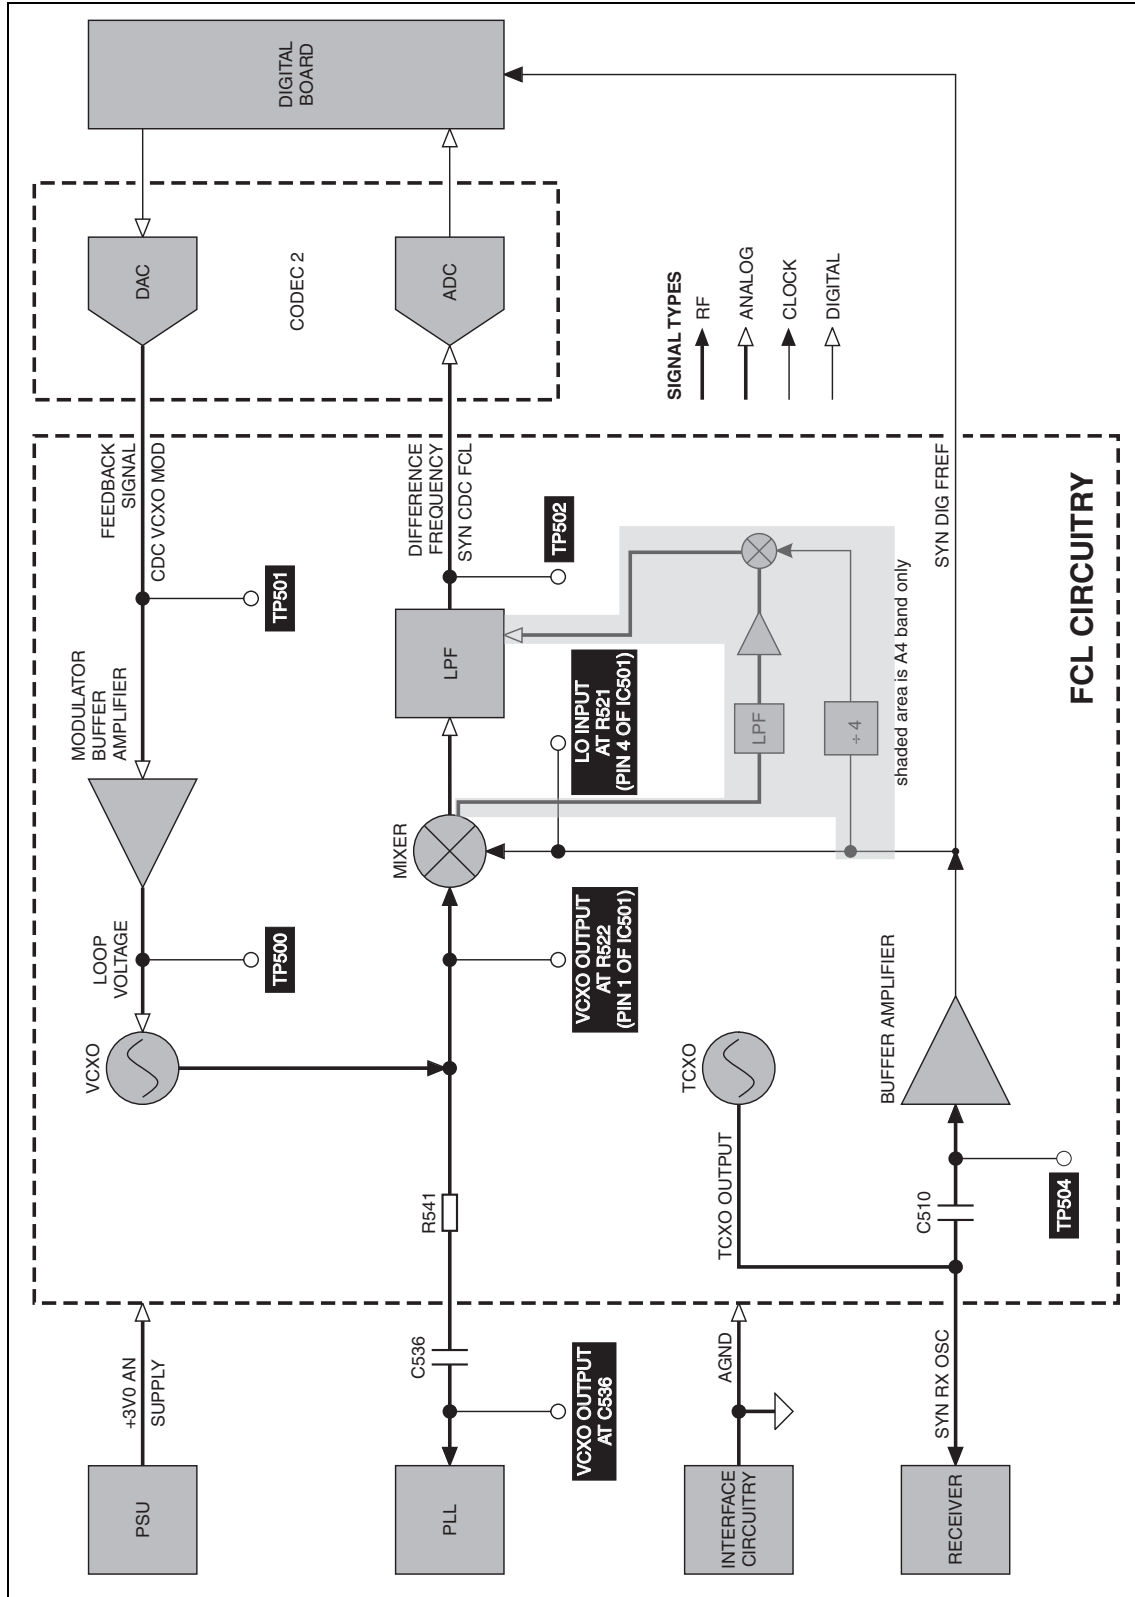 PSU
+3V0 AN
SUPPLY
VCXO
LOOP
VOLTAGE
TP500
MODULATOR
BUFFER
AMPLIFIER
TP501
FEEDBACK
SIGNAL
CDC VCXO MOD
DAC
CODEC 2
ADC
DIGITAL
BOARD
PLL
C536
VCXO OUTPUT
AT C536
R541
VCXO OUTPUT
AT R522
(PIN 1 OF IC501)
MIXER
LO INPUT
AT R521
(PIN 4 OF IC501)
LPF
DIFFERENCE
FREQUENCY
SYN CDC FCL
TP502
LPF
÷ 4
shaded area is A4 band only
SIGNAL TYPES
RF
ANALOG
CLOCK
DIGITAL
INTERFACE
CIRCUITRY
AGND
TCXO OUTPUT
TCXO
RECEIVER
SYN RX OSC
C510
TP504
BUFFER AMPLIFIER
SYN DIG FREF
FCL CIRCUITRY